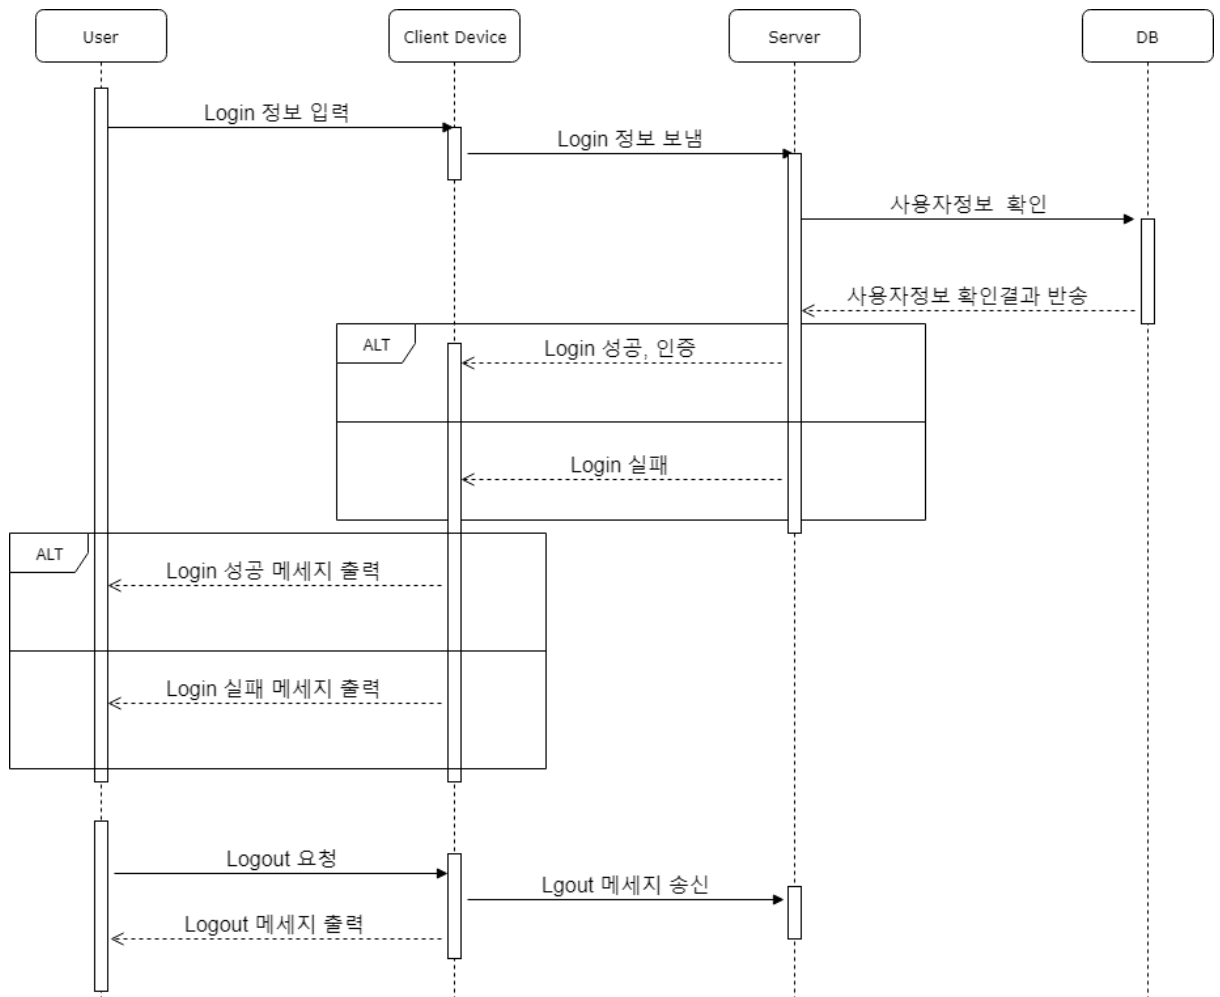 User
Client Device
Server
DB
Login 정보 입력
Login 정보 보냄
사용자정보 확인
사용자정보 확인결과 반송
ALT
Login 성공, 인증
Login 실패
ALT
Login 성공 메세지 출력
Login 실패 메세지 출력
Logout 요청
Lgout 메세지 송신
Logout 메세지 출력